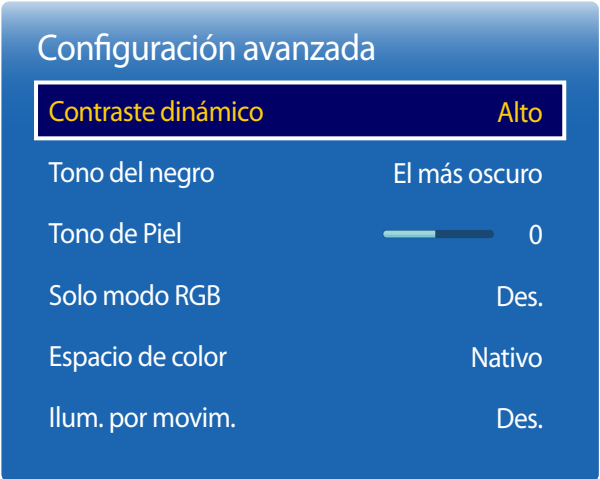 Configuración avanzada
Contraste dinámico Alto
Tono del negro El más oscuro
Tono de Piel 0
Solo modo RGB Des.
Espacio de color Nativo
Ilum. por movim. Des.